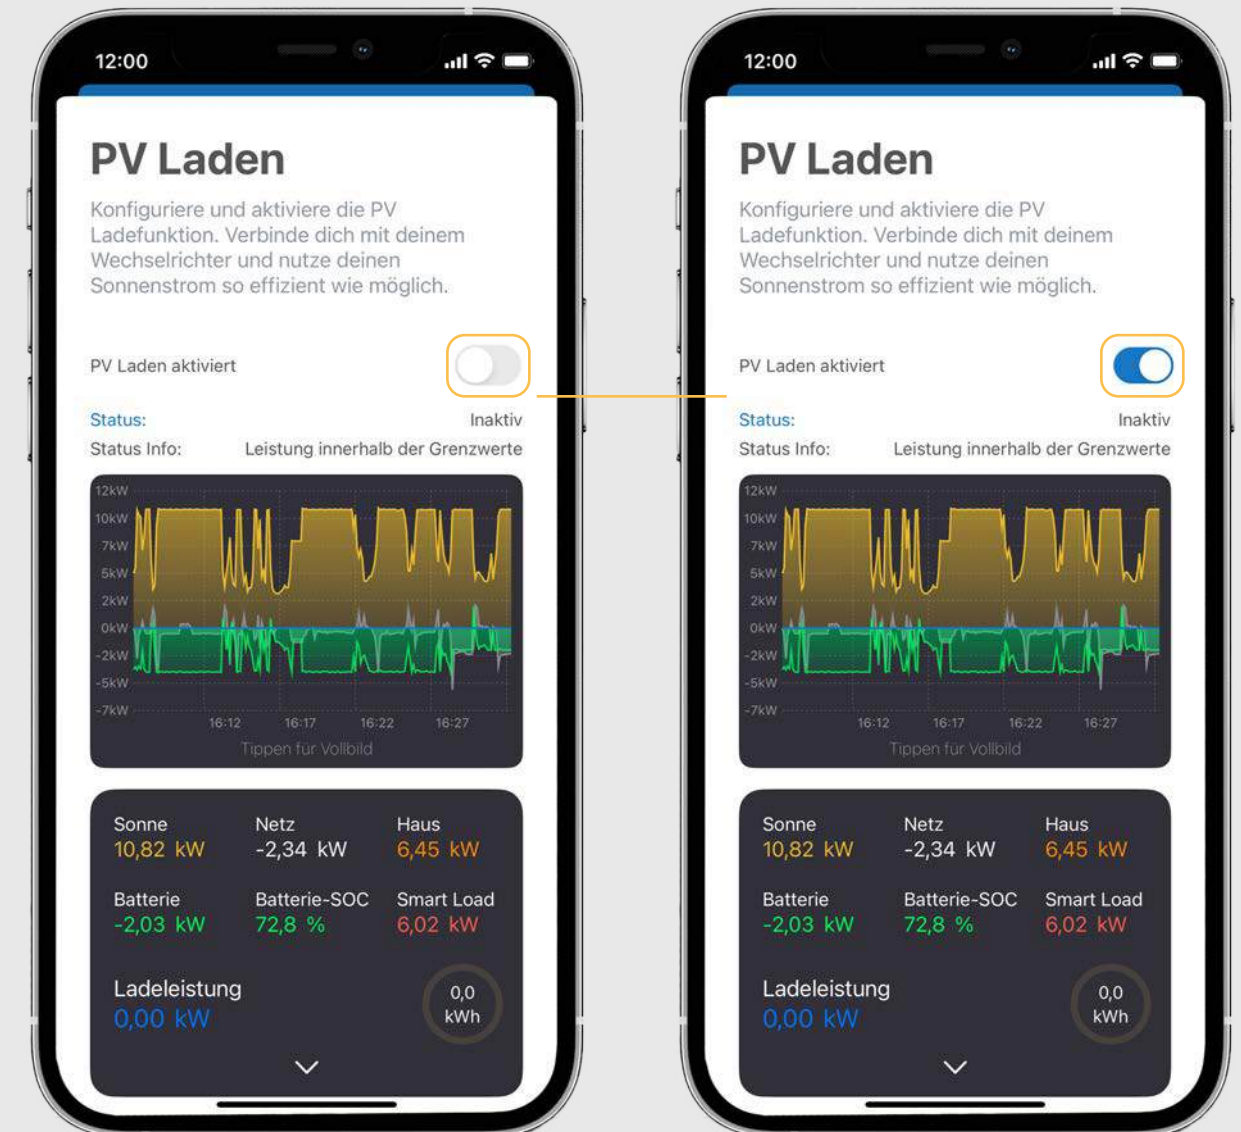 12:00
PV Laden
Konfiguriere und aktiviere die PV
Ladefunktion. Verbinde dich mit deinem
Wechselrichter und nutze deinen
Sonnenstrom so effizient wie möglich.
PV Laden aktiviert
Status: Inaktiv
Status Info: Leistung innerhalb der Grenzwerte
12kW
10kW
7kW
5kW
2kW
0kW
-2kW
-5kW
-7kW
16:12 16:17 16:22 16:27
Tippen für Vollbild
Sonne Netz Haus
10,82 kW -2,34 kW 6,45 kW
Batterie Batterie-SOC Smart Load
-2,03 kW 72,8 % 6,02 kW
Ladeleistung
0,00 kW
0,0
kWh
12:00
PV Laden
Konfiguriere und aktiviere die PV
Ladefunktion. Verbinde dich mit deinem
Wechselrichter und nutze deinen
Sonnenstrom so effizient wie möglich.
PV Laden aktiviert
Status: Inaktiv
Status Info: Leistung innerhalb der Grenzwerte
12kW
10kW
7kW
5kW
2kW
0kW
-2kW
-5kW
-7kW
16:12 16:17 16:22 16:27
Tippen für Vollbild
Sonne Netz Haus
10,82 kW -2,34 kW 6,45 kW
Batterie Batterie-SOC Smart Load
-2,03 kW 72,8 % 6,02 kW
Ladeleistung
0,00 kW
0,0
kWh